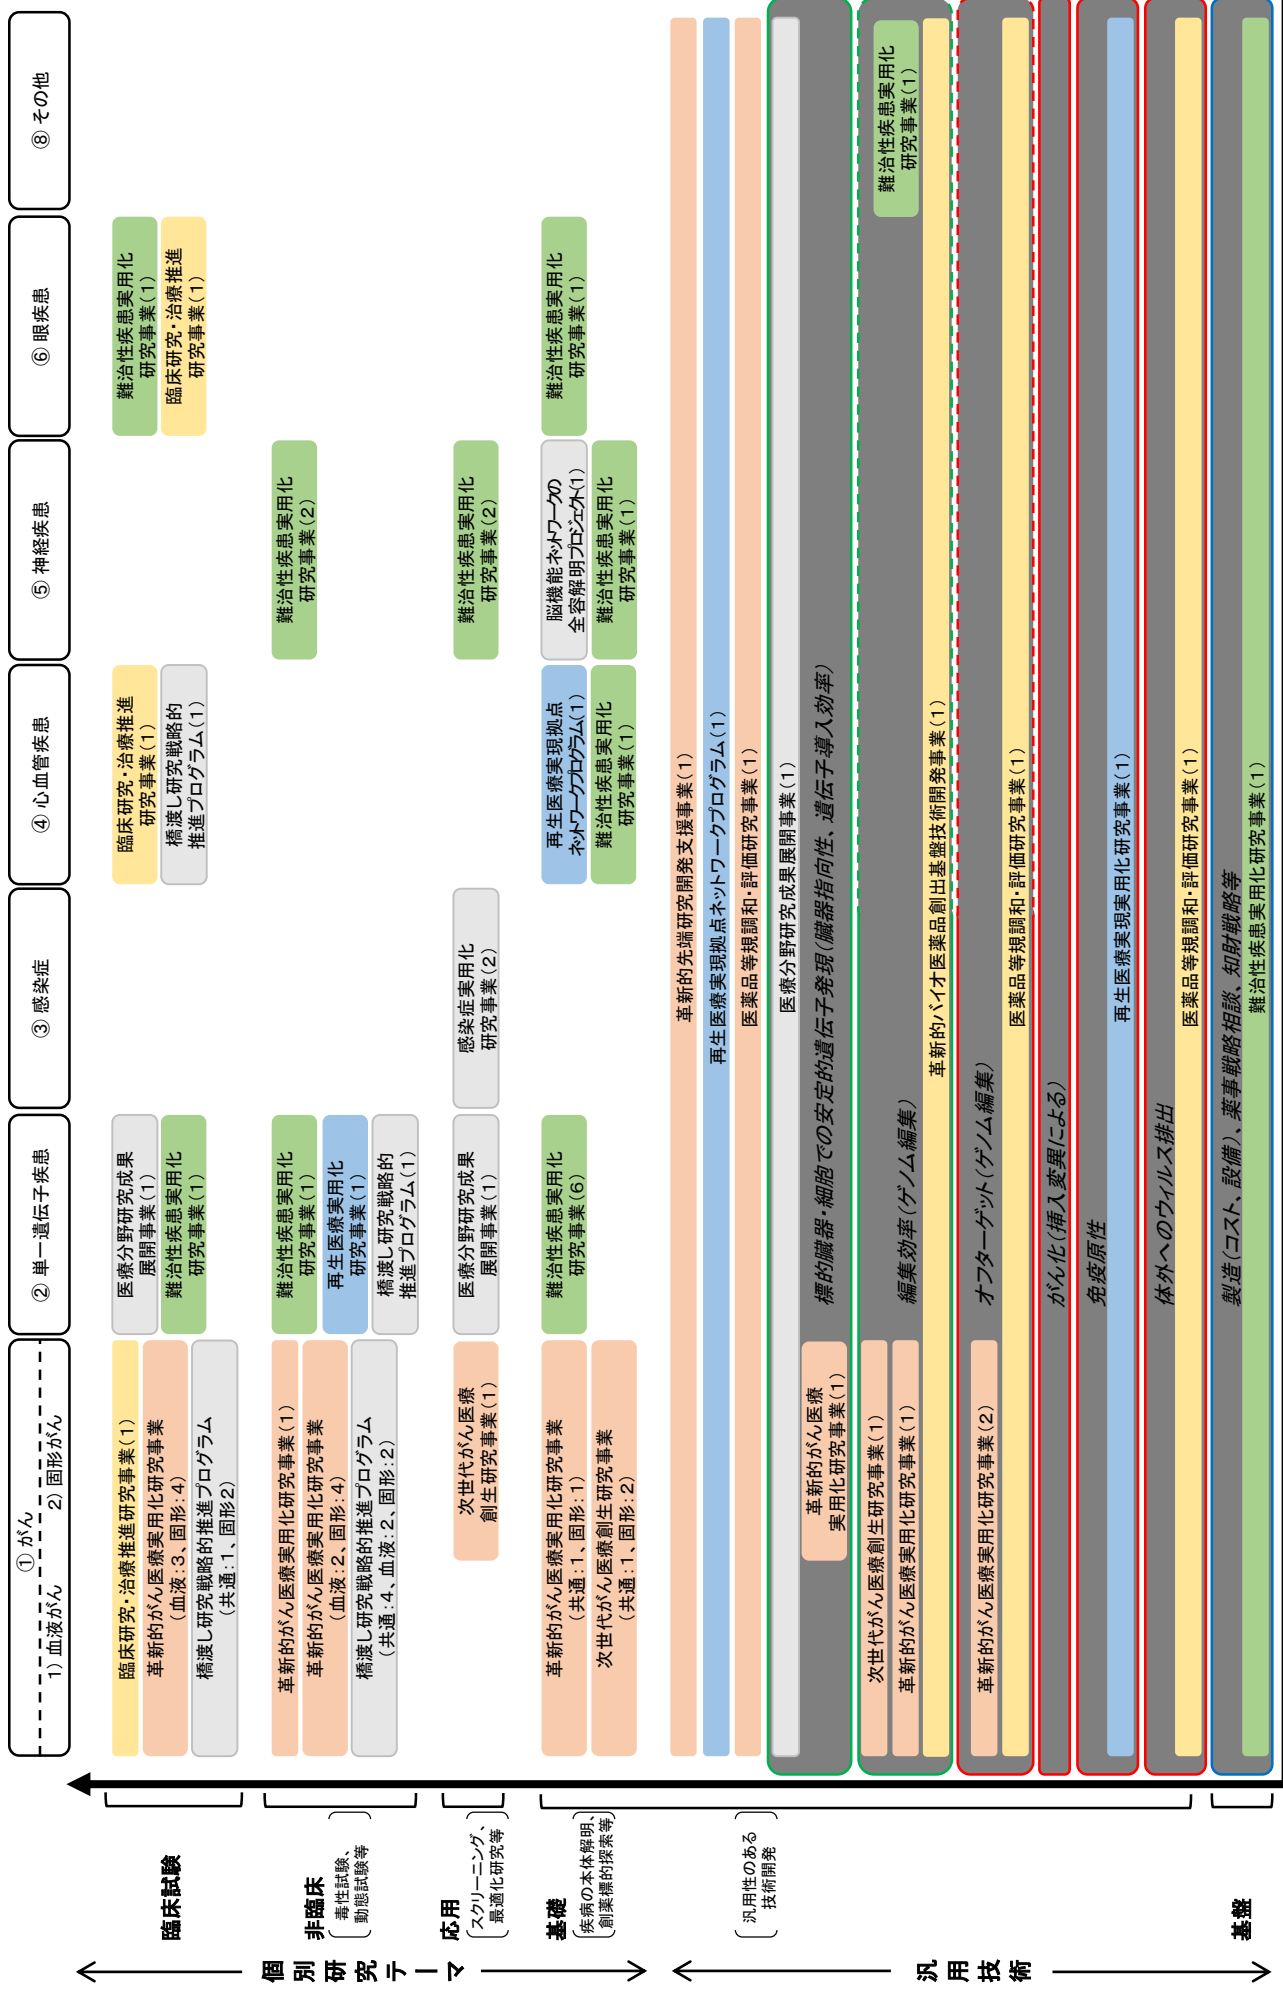 ① がん
1) 血液がん
2) 固形がん
② 単一遺伝子疾患
③ 感染症
④ 心血管疾患
⑤ 神経疾患
⑥ 眼疾患
⑧ その他
個別研究テーマ
臨床試験
臨床研究・治療推進研究事業(1)
革新的がん医療実用化研究事業
(血液:3、固形:4)
橋渡し研究戦略的推進プログラム
(共通:1、固形2)
医療分野研究成果
展開事業(1)
難治性疾患実用化
研究事業(1)
臨床研究・治療推進
研究事業(1)
橋渡し研究戦略的
推進プログラム(1)
難治性疾患実用化
研究事業(1)
臨床研究・治療推進
研究事業(1)
非臨床
毒性試験、
動態試験等
革新的がん医療実用化研究事業(1)
革新的がん医療実用化研究事業
(血液:2、固形:4)
橋渡し研究戦略的推進プログラム
(共通:4、血液:2、固形:2)
難治性疾患実用化
研究事業(1)
再生医療実用化
研究事業(1)
橋渡し研究戦略的
推進プログラム(1)
難治性疾患実用化
研究事業(2)
応用
スクリーニング、
最適化研究等
次世代がん医療
創生研究事業(1)
医療分野研究成果
展開事業(1)
感染症実用化
研究事業(2)
難治性疾患実用化
研究事業(2)
基礎
疾病の本体解明、
創薬標的探索等
革新的がん医療実用化研究事業
(共通:1、固形:1)
次世代がん医療創生研究事業
(共通:1、固形:2)
難治性疾患実用化
研究事業(6)
再生医療実現拠点
ネットワークプログラム(1)
難治性疾患実用化
研究事業(1)
脳機能ネットワークの
全容解明プロジェクト(1)
難治性疾患実用化
研究事業(1)
難治性疾患実用化
研究事業(1)
汎用技術
汎用性のある
技術開発
革新的先端研究開発支援事業(1)
再生医療実現拠点ネットワークプログラム(1)
医薬品等規調和・評価研究事業(1)
医療分野研究成果展開事業(1)
革新的がん医療
実用化研究事業(1)
標的臓器・細胞での安定的遺伝子発現(臓器指向性、遺伝子導入効率)
次世代がん医療創生研究事業(1)
革新的がん医療実用化研究事業(1)
編集効率(ゲノム編集)
難治性疾患実用化
研究事業(1)
革新的バイオ医薬品創出基盤技術開発事業(1)
革新的がん医療実用化研究事業(2)
オフターゲット(ゲノム編集)
医薬品等規調和・評価研究事業(1)
がん化(挿入変異による)
免疫原性
再生医療実現実用化研究事業(1)
体外へのウィルス排出
医薬品等規調和・評価研究事業(1)
基盤
製造(コスト、設備)、薬事戦略相談、知財戦略等
難治性疾患実用化研究事業(1)